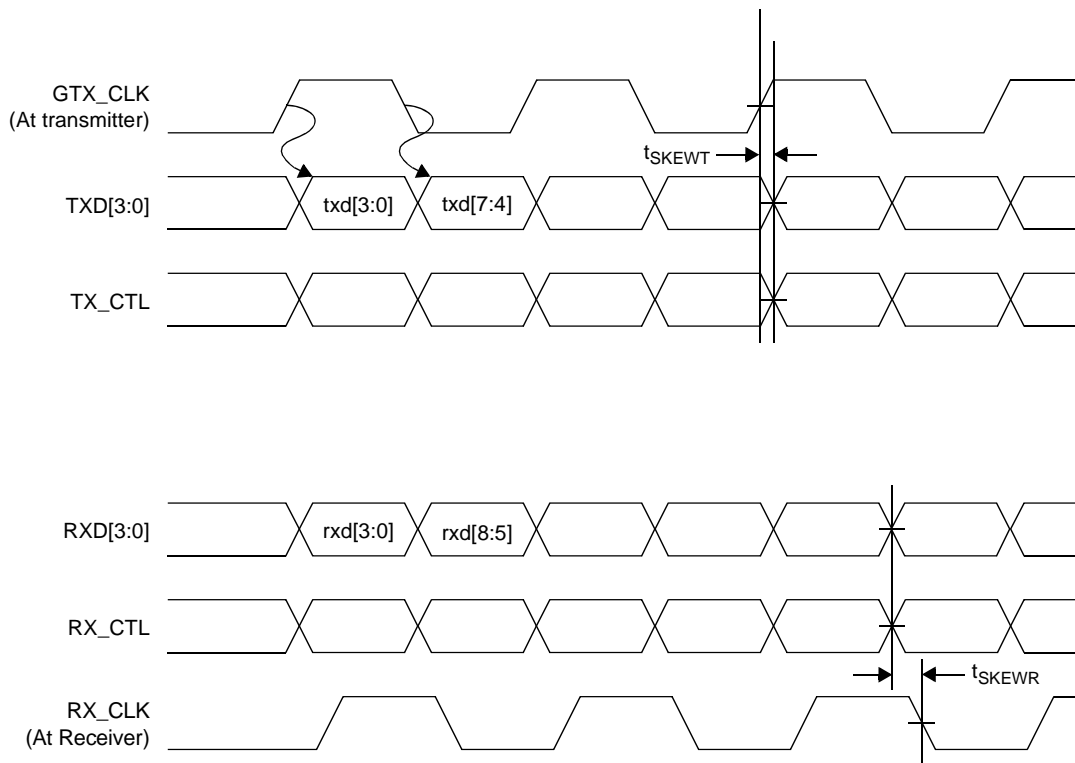 GTX_CLK
(At transmitter)
tSKEWT
TXD[3:0]
txd[3:0]
txd[7:4]
TX_CTL
RXD[3:0]
rxd[3:0]
rxd[8:5]
RX_CTL
tSKEWR
RX_CLK
(At Receiver)